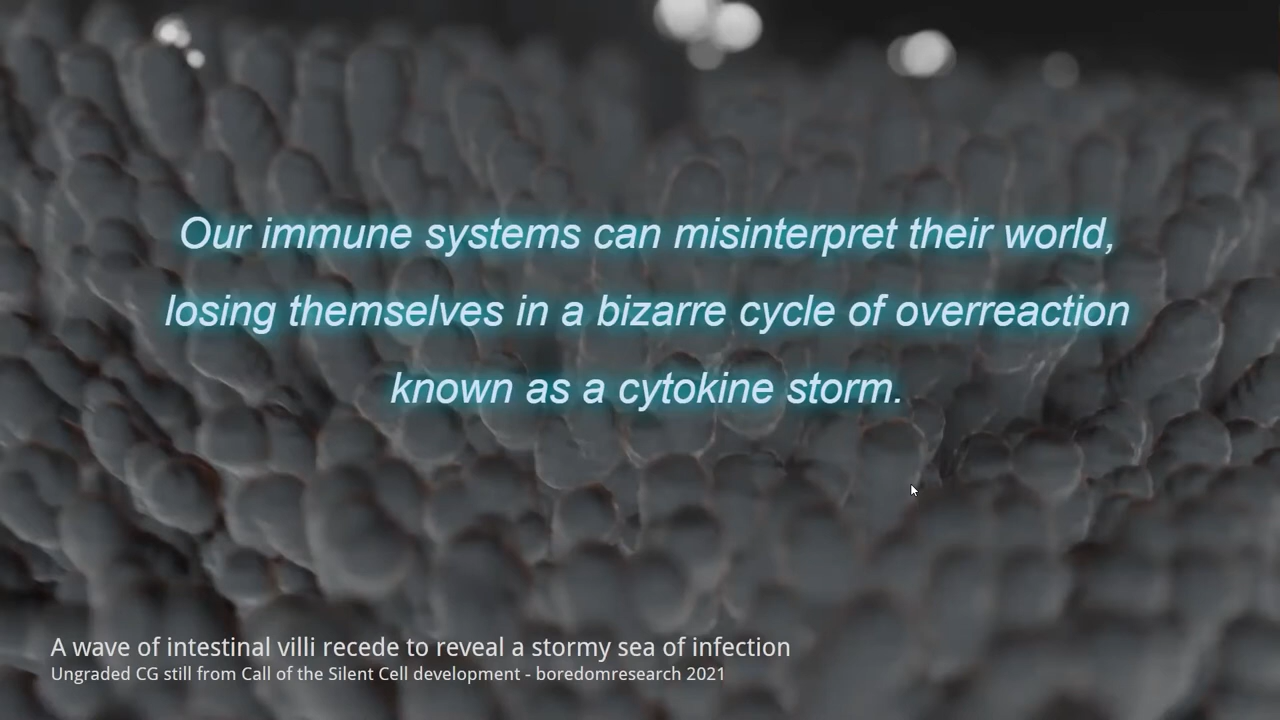 Our immune systems can misinterpret their world,
losing themselves in a bizarre cycle of overreaction
known as a cytokine storm.
A wave of intestinal villi recede to reveal a stormy sea of infection
Ungraded CG still from Call of the Silent Cell development - boredomresearch 2021